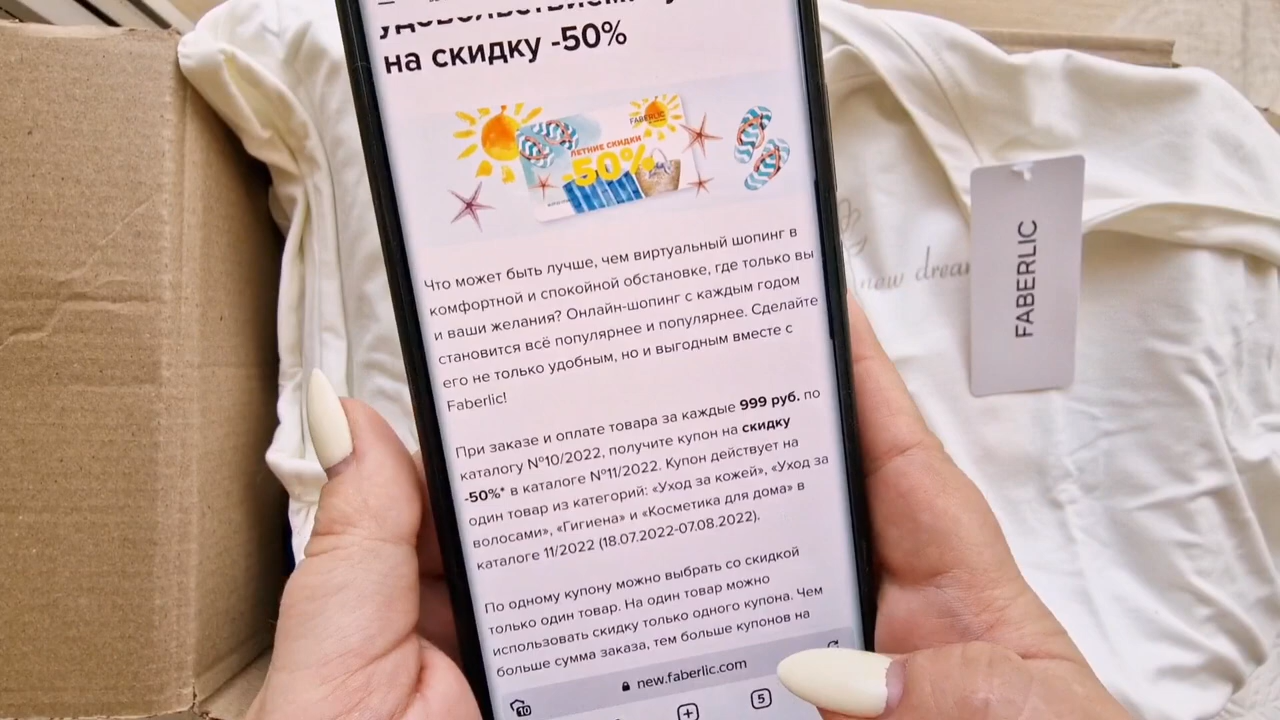 на скидку -50%
FABERLIC
ЛЕТНИЕ СКИДКИ
-50%
Что может быть лучше, чем виртуальный шопинг в
комфортной и спокойной обстановке, где только вы
и ваши желания? Онлайн-шопинг с каждым годом
становится всё популярнее и популярнее. Сделайте
его не только удобным, но и выгодным вместе с
Faberlic!
При заказе и оплате товара за каждые 999 руб. по
каталогу №10/2022, получите купон на скидку
-50%* в каталоге №11/2022. Купон действует на
один товар из категорий: «Уход за кожей», «Уход за
волосами», «Гигиена» и «Косметика для дома» в
каталоге 11/2022 (18.07.2022-07.08.2022).
По одному купону можно выбрать со скидкой
только один товар. На один товар можно
использовать скидку только одного купона. Чем
больше сумма заказа, тем больше купонов на
new.faberlic.com
10
5
FABERLIC